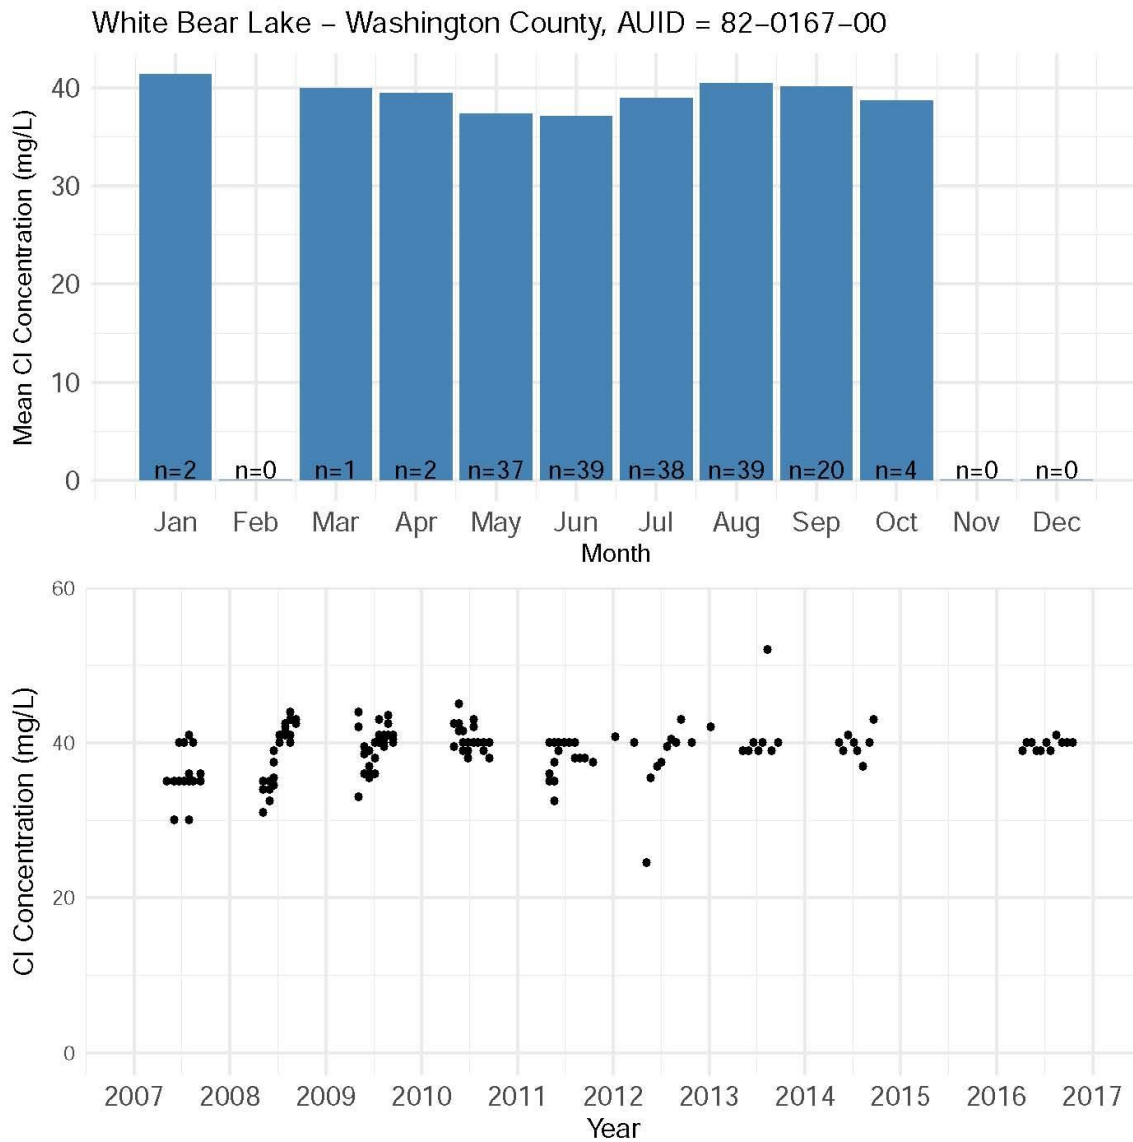 White Bear Lake – Washington County, AUID = 82–0167–00
Mean Cl Concentration (mg/L)
40
30
20
10
0
n=2 n=0 n=1 n=2 n=37 n=39 n=38 n=39 n=20 n=4 n=0 n=0
Jan Feb Mar Apr May Jun Jul Aug Sep Oct Nov Dec
Month
Cl Concentration (mg/L)
60
40
20
0
2007 2008 2009 2010 2011 2012 2013 2014 2015 2016 2017
Year